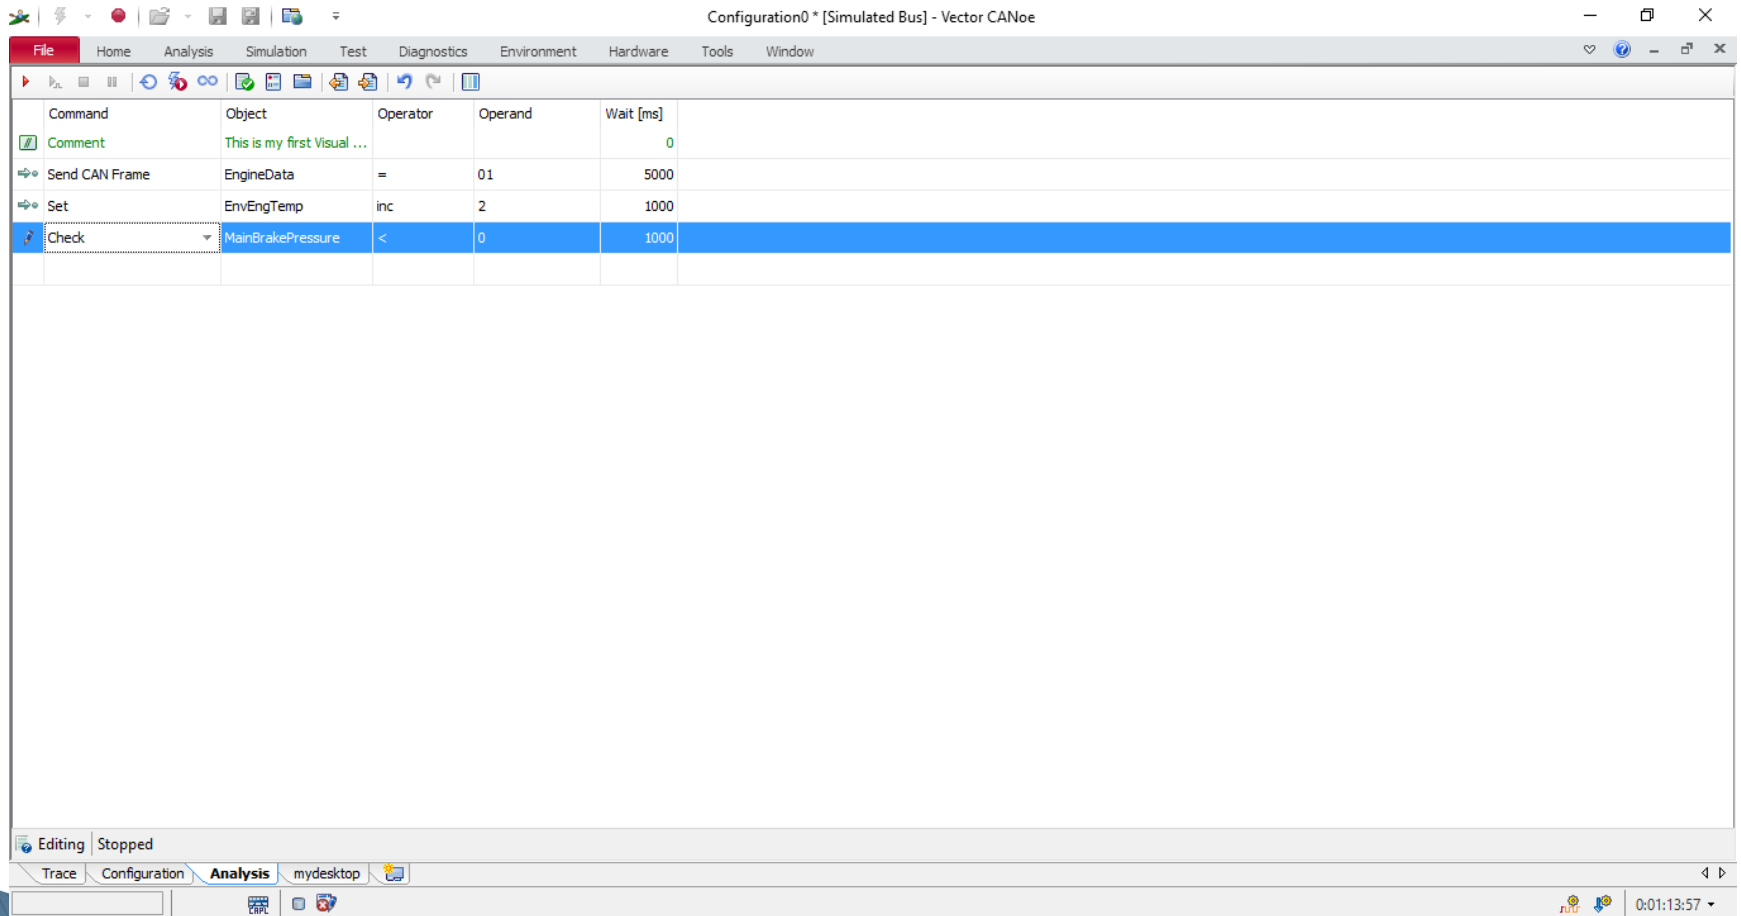 Configuration0 * [Simulated Bus] - Vector CANoe
File Home Analysis Simulation Test Diagnostics Environment Hardware Tools Window
Command Object Operator Operand Wait [ms]
Comment This is my first Visual ... 0
Send CAN Frame EngineData = 01 5000
Set EnvEngTemp inc 2 1000
Check MainBrakePressure < 0 1000
Editing Stopped
Trace Configuration Analysis mydesktop
CAPL 0:01:13:57